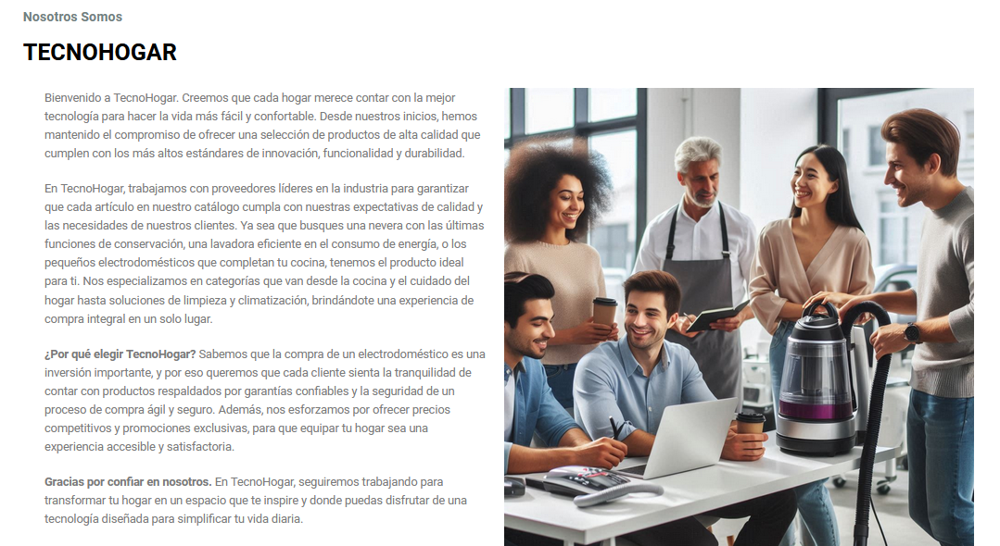 Nosotros Somos
TECNOHOGAR
Bienvenido a TecnoHogar. Creemos que cada hogar merece contar con la mejor
tecnología para hacer la vida más fácil y confortable. Desde nuestros inicios, hemos
mantenido el compromiso de ofrecer una selección de productos de alta calidad que
cumplen con los más altos estándares de innovación, funcionalidad y durabilidad.
En TecnoHogar, trabajamos con proveedores líderes en la industria para garantizar
que cada artículo en nuestro catálogo cumpla con nuestras expectativas de calidad y
las necesidades de nuestros clientes. Ya sea que busques una nevera con las últimas
funciones de conservación, una lavadora eficiente en el consumo de energía, o los
pequeños electrodomésticos que completan tu cocina, tenemos el producto ideal
para ti. Nos especializamos en categorías que van desde la cocina y el cuidado del
hogar hasta soluciones de limpieza y climatización, brindándote una experiencia de
compra integral en un solo lugar.
¿Por qué elegir TecnoHogar? Sabemos que la compra de un electrodoméstico es una
inversión importante, y por eso queremos que cada cliente sienta la tranquilidad de
contar con productos respaldados por garantías confiables y la seguridad de un
proceso de compra ágil y seguro. Además, nos esforzamos por ofrecer precios
competitivos y promociones exclusivas, para que equipar tu hogar sea una
experiencia accesible y satisfactoria.
Gracias por confiar en nosotros. En TecnoHogar, seguiremos trabajando para
transformar tu hogar en un espacio que te inspire y donde puedas disfrutar de una
tecnología diseñada para simplificar tu vida diaria.